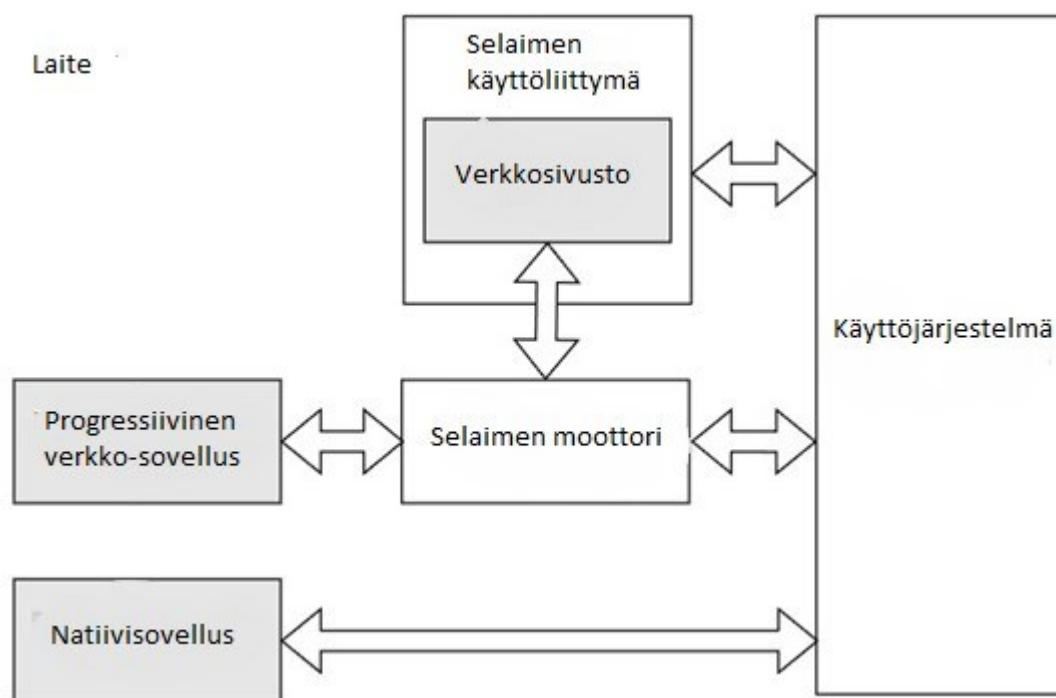 Laite
Selaimen
käyttöliittymä
Verkkosivusto
Käyttöjärjestelmä
Progressiivinen
verkko-sovellus
Selaimen moottori
Natiivisovellus